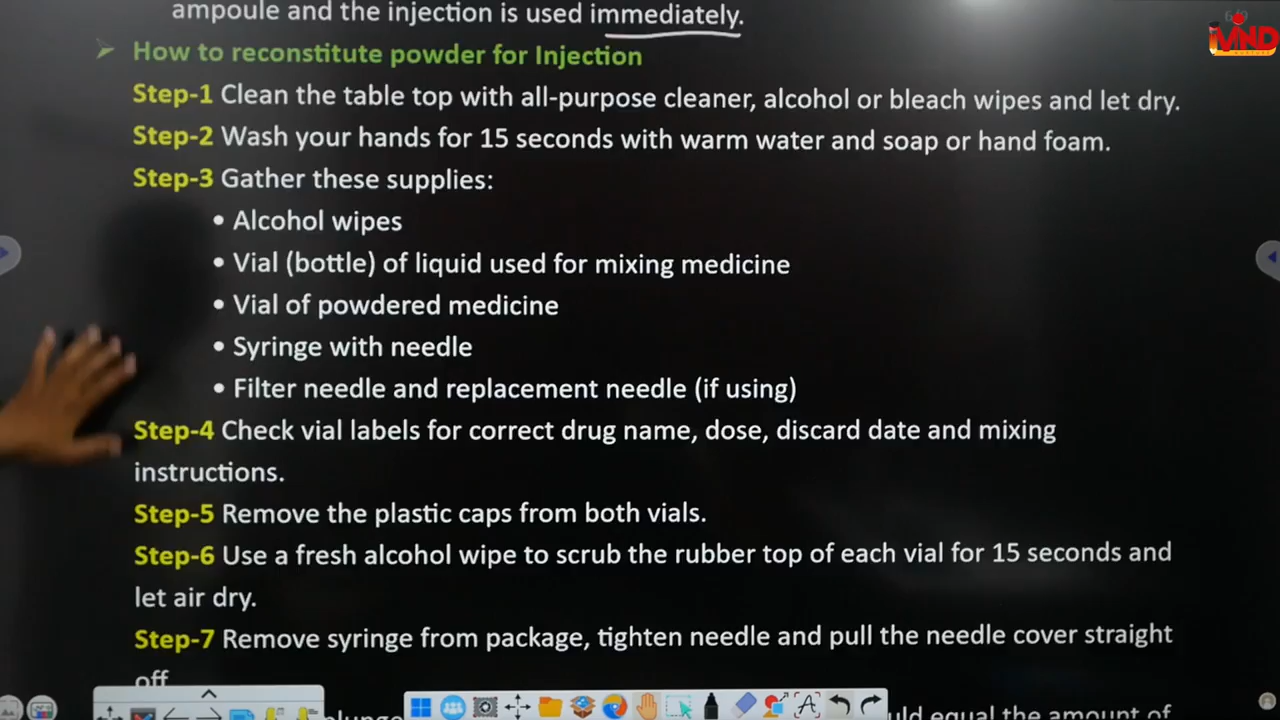 ampoule and the injection is used immediately.
➤ How to reconstitute powder for Injection
Step-1 Clean the table top with all-purpose cleaner, alcohol or bleach wipes and let dry.
Step-2 Wash your hands for 15 seconds with warm water and soap or hand foam.
Step-3 Gather these supplies:
• Alcohol wipes
• Vial (bottle) of liquid used for mixing medicine
• Vial of powdered medicine
• Syringe with needle
• Filter needle and replacement needle (if using)
Step-4 Check vial labels for correct drug name, dose, discard date and mixing
instructions.
Step-5 Remove the plastic caps from both vials.
Step-6 Use a fresh alcohol wipe to scrub the rubber top of each vial for 15 seconds and
let air dry.
Step-7 Remove syringe from package, tighten needle and pull the needle cover straight
off
equal the amount of
MND